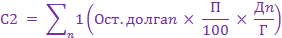 С2 = ∑n 1 (Ост. долгаn × П/100 × Дn/Г)